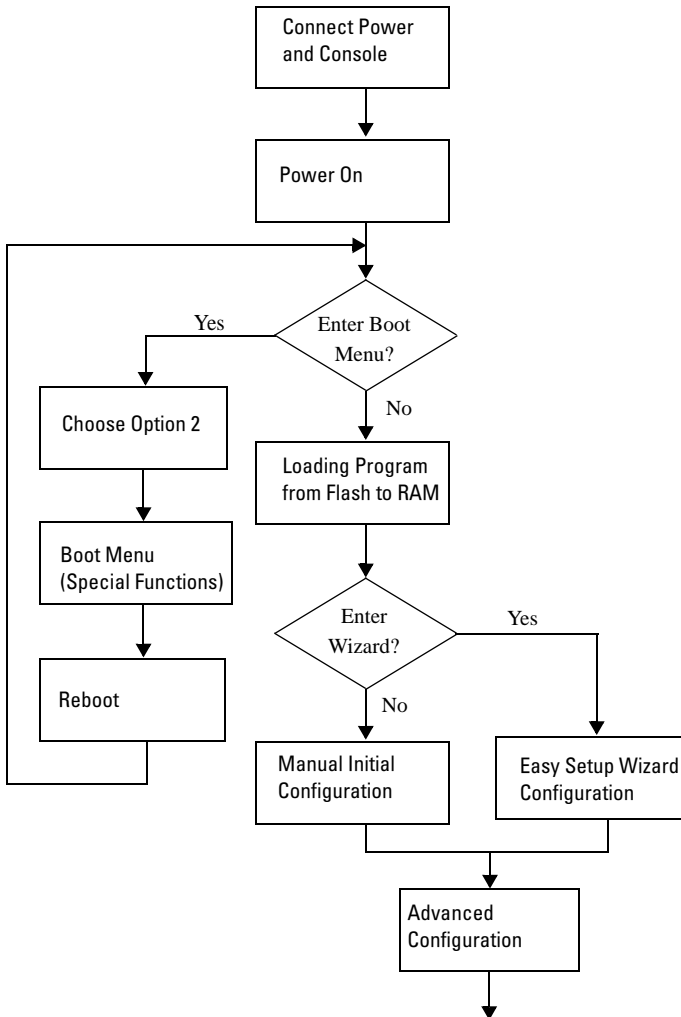 Connect Power
and Console
Power On
Enter Boot
Menu?
Yes
No
Choose Option 2
Loading Program
from Flash to RAM
Boot Menu
(Special Functions)
Enter
Wizard?
Yes
No
Reboot
Manual Initial
Configuration
Easy Setup Wizard
Configuration
Advanced
Configuration